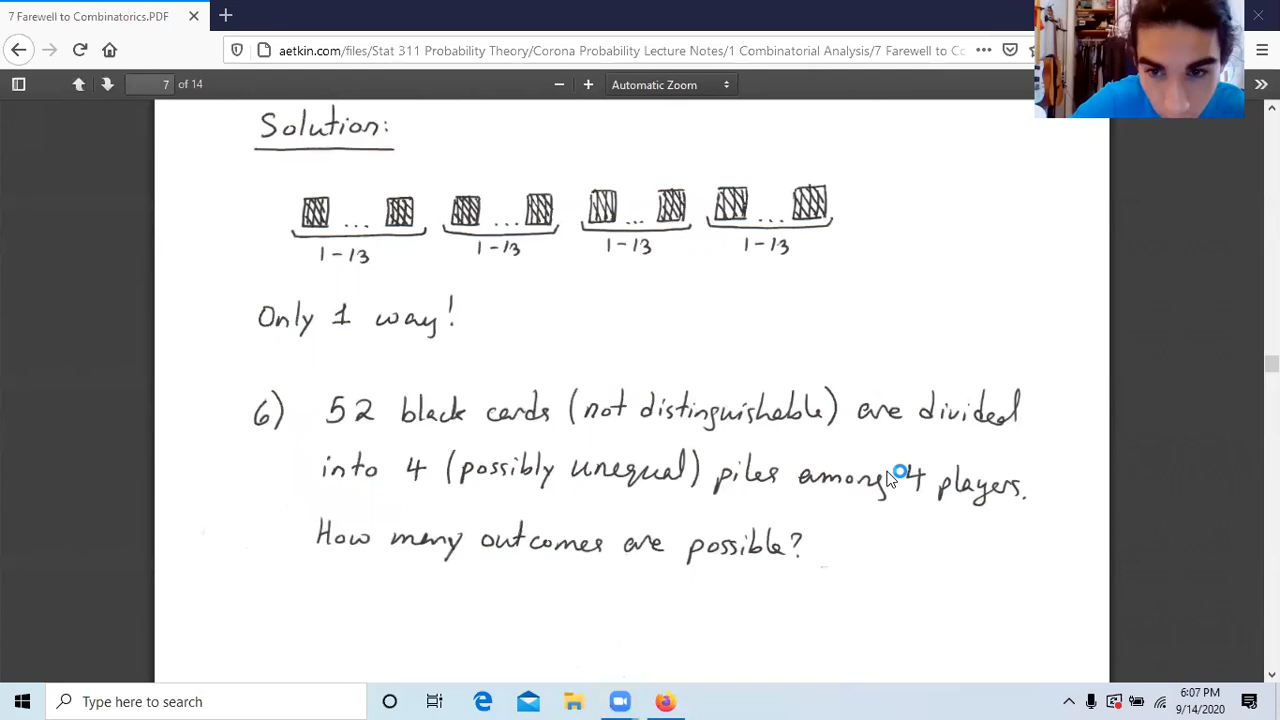 7 Farewell to Combinatorics.PDF
aetkin.com/files/Stat 311 Probability Theory/Corona Probability Lecture Notes/1 Combinatorial Analysis/7 Farewell to Co
7 of 14
Automatic Zoom
Solution:
... ... ... ...
1-13 1-13 1-13 1-13
Only 1 way!
6) 52 black cards (not distinguishable) are divided
into 4 (possibly unequal) piles among 4 players.
How many outcomes are possible?
Type here to search
6:07 PM
9/14/2020